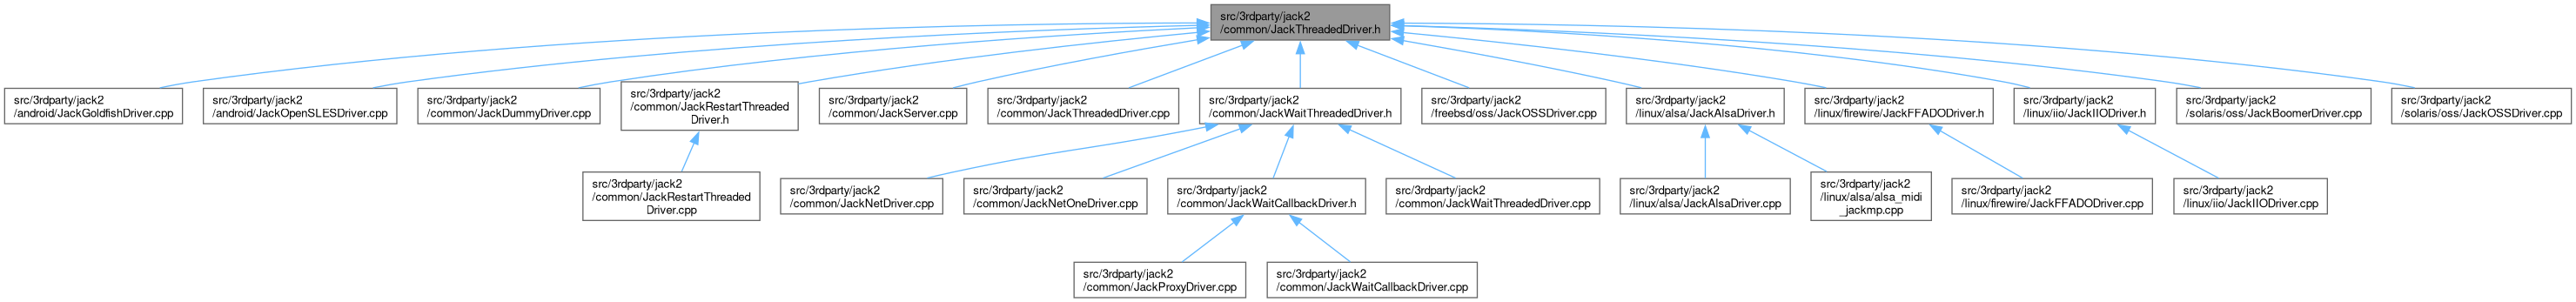 src/3rdparty/jack2
/common/JackThreadedDriver.h
src/3rdparty/jack2
/android/JackGoldfishDriver.cpp
src/3rdparty/jack2
/android/JackOpenSLESDriver.cpp
src/3rdparty/jack2
/common/JackDummyDriver.cpp
src/3rdparty/jack2
/common/JackRestartThreaded
Driver.h
src/3rdparty/jack2
/common/JackServer.cpp
src/3rdparty/jack2
/common/JackThreadedDriver.cpp
src/3rdparty/jack2
/common/JackWaitThreadedDriver.h
src/3rdparty/jack2
/freebsd/oss/JackOSSDriver.cpp
src/3rdparty/jack2
/linux/alsa/JackAlsaDriver.h
src/3rdparty/jack2
/linux/firewire/JackFFADODriver.h
src/3rdparty/jack2
/linux/iio/JackIIODriver.h
src/3rdparty/jack2
/solaris/oss/JackBoomerDriver.cpp
src/3rdparty/jack2
/solaris/oss/JackOSSDriver.cpp
src/3rdparty/jack2
/common/JackRestartThreaded
Driver.cpp
src/3rdparty/jack2
/common/JackNetDriver.cpp
src/3rdparty/jack2
/common/JackNetOneDriver.cpp
src/3rdparty/jack2
/common/JackWaitCallbackDriver.h
src/3rdparty/jack2
/common/JackWaitThreadedDriver.cpp
src/3rdparty/jack2
/linux/alsa/JackAlsaDriver.cpp
src/3rdparty/jack2
/linux/alsa/alsa_midi
_jackmp.cpp
src/3rdparty/jack2
/linux/firewire/JackFFADODriver.cpp
src/3rdparty/jack2
/linux/iio/JackIIODriver.cpp
src/3rdparty/jack2
/common/JackProxyDriver.cpp
src/3rdparty/jack2
/common/JackWaitCallbackDriver.cpp